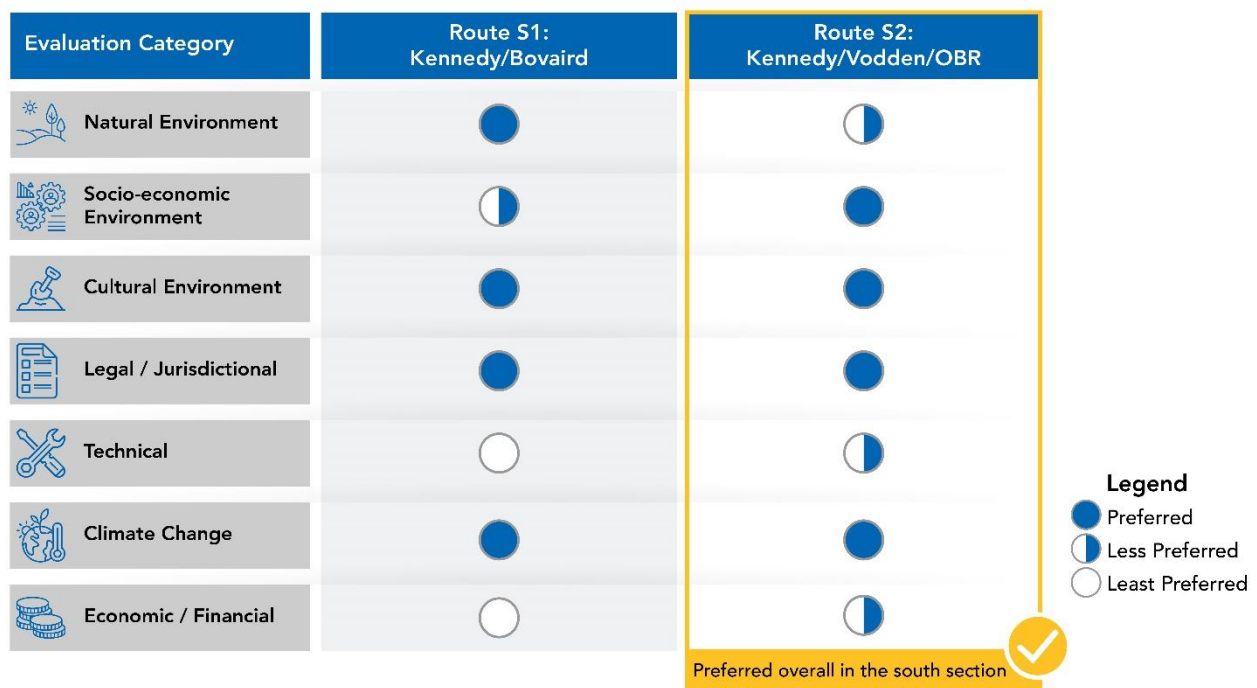 Evaluation Category
Route S1:
Kennedy/Bovaird
Route S2:
Kennedy/Vodden/OBR
Natural Environment
Socio-economic
Environment
Cultural Environment
Legal / Jurisdictional
Technical
Climate Change
Economic / Financial
Preferred overall in the south section
Legend
Preferred
Less Preferred
Least Preferred